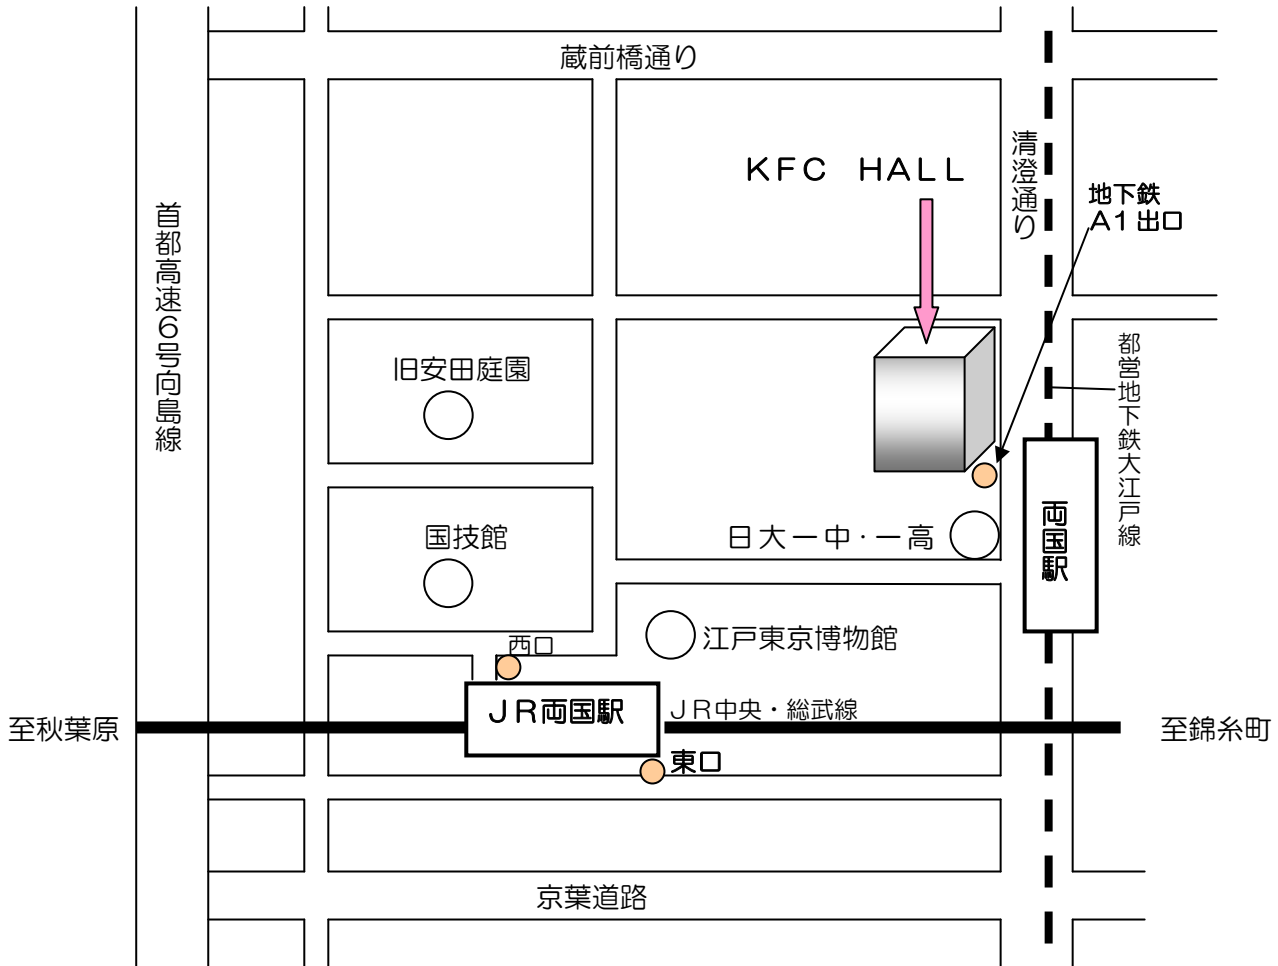 蔵前橋通り
KFC HALL
清澄通り
地下鉄
A1出口
首都高速6号向島線
都営地下鉄大江戸線
旧安田庭園
国技館
日大一中・一高
両国駅
西口
江戸東京博物館
JR両国駅
JR中央・総武線
至秋葉原
至錦糸町
東口
京葉道路